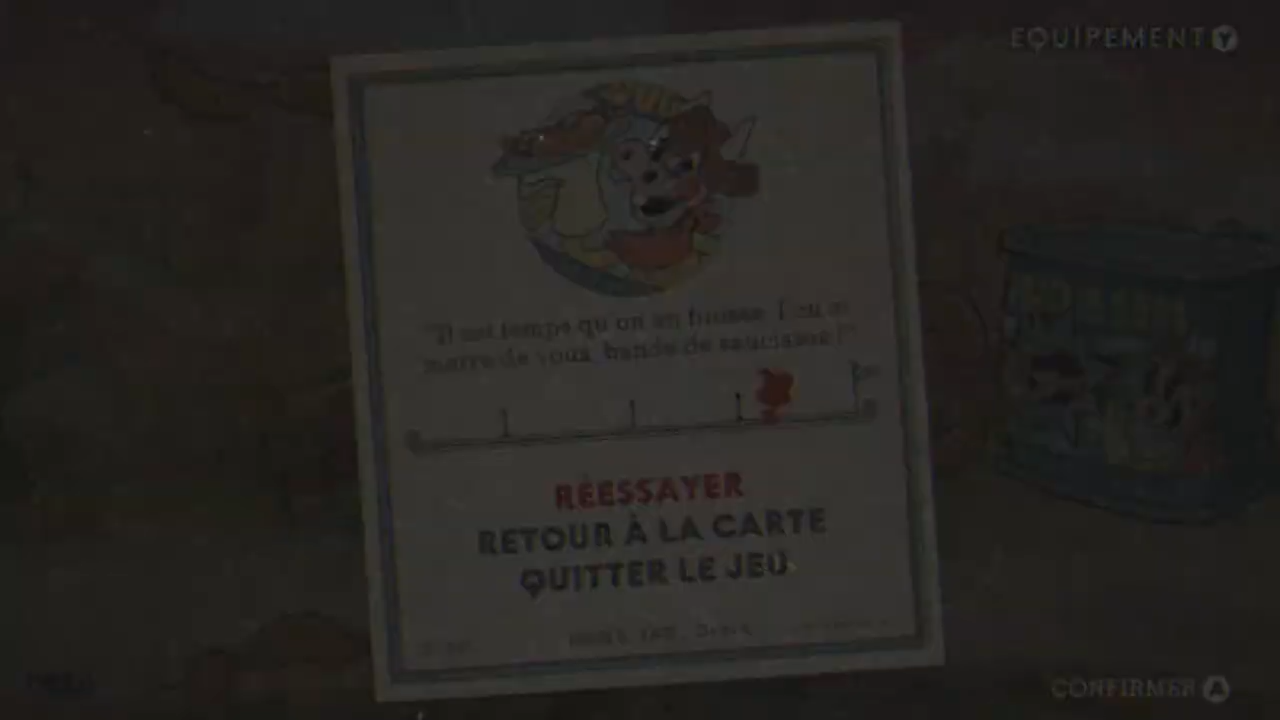 EQUIPEMENT Y
"Il est temps qu'on en finisse. J'en ai
marre de vous, bande de saucisses !"
RÉESSAYER
RETOUR À LA CARTE
QUITTER LE JEU
CONFIRMER A